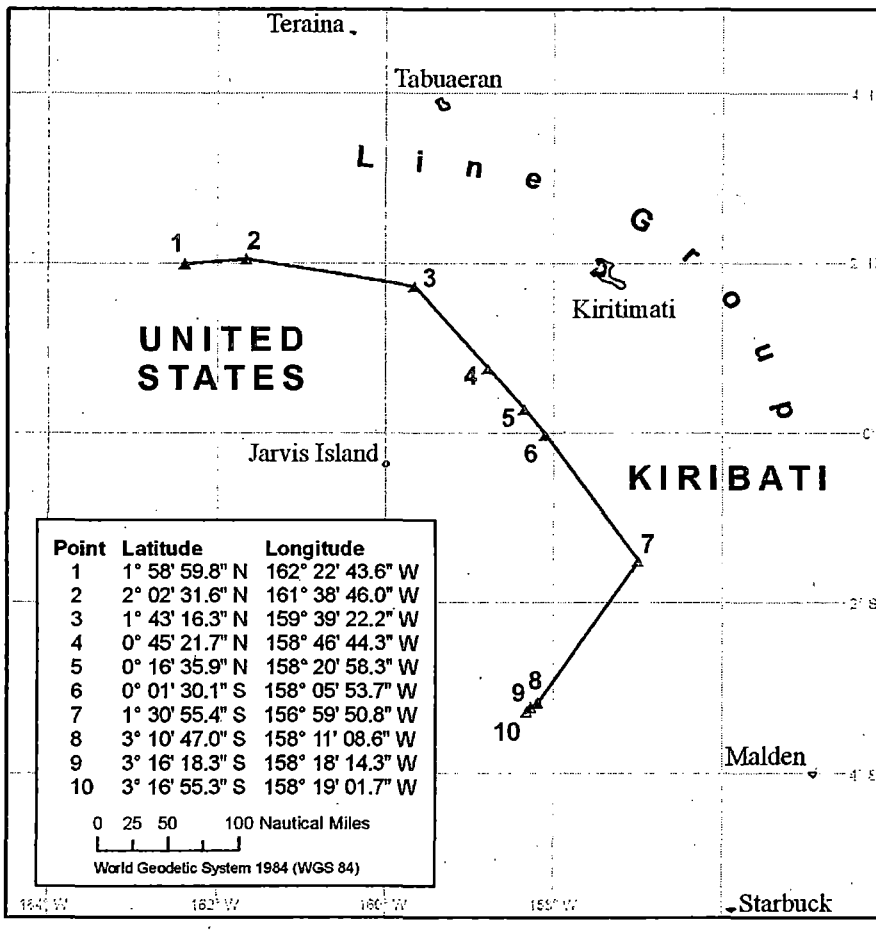 Teraina
Tabuaeran
Line Group
1
2
3
Kiritimati
UNITED
STATES
4
5
6
Jarvis Island
KIRIBATI
7
8
9
10
Malden
Starbuck
Point Latitude Longitude
1 1° 58' 59.8" N 162° 22' 43.6" W
2 2° 02' 31.6" N 161° 38' 46.0" W
3 1° 43' 16.3" N 159° 39' 22.2" W
4 0° 45' 21.7" N 158° 46' 44.3" W
5 0° 16' 35.9" N 158° 20' 58.3" W
6 0° 01' 30.1" S 158° 05' 53.7" W
7 1° 30' 55.4" S 156° 59' 50.8" W
8 3° 10' 47.0" S 158° 11' 08.6" W
9 3° 16' 18.3" S 158° 18' 14.3" W
10 3° 16' 55.3" S 158° 19' 01.7" W
0 25 50 100 Nautical Miles
World Geodetic System 1984 (WGS 84)
164° W
162° W
160° W